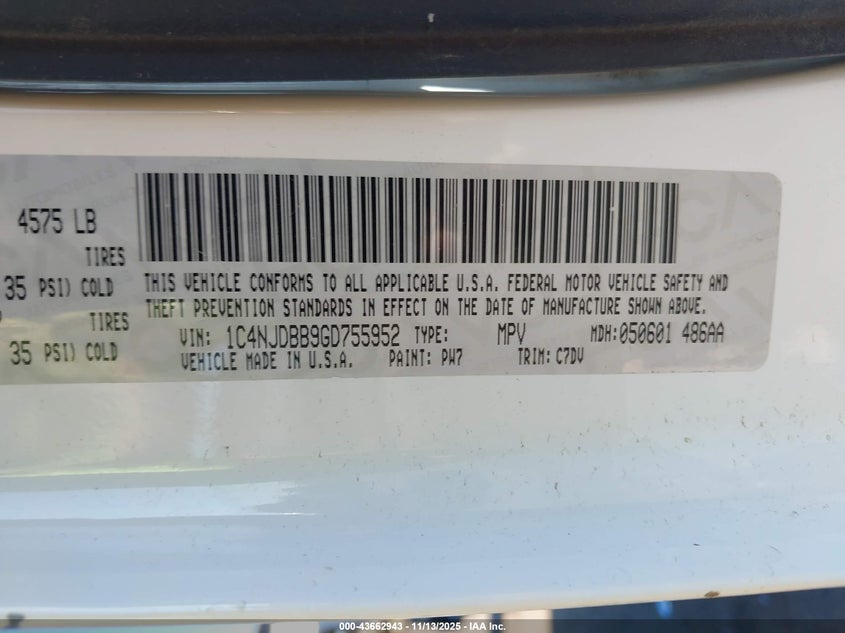 4575 LB
TIRES
35 PSI) COLD
TIRES
35 PSI) COLD
THIS VEHICLE CONFORMS TO ALL APPLICABLE U.S.A. FEDERAL MOTOR VEHICLE SAFETY AND
THEFT PREVENTION STANDARDS IN EFFECT ON THE DATE OF MANUFACTURE SHOWN ABOVE.
VIN: 1C4NJDBB9GD755952 TYPE: MPV MDH:050601 486AA
VEHICLE MADE IN U.S.A. PAINT: PW7 TRIM: C7DV
000-43662943 - 11/13/2025 - IAA Inc.